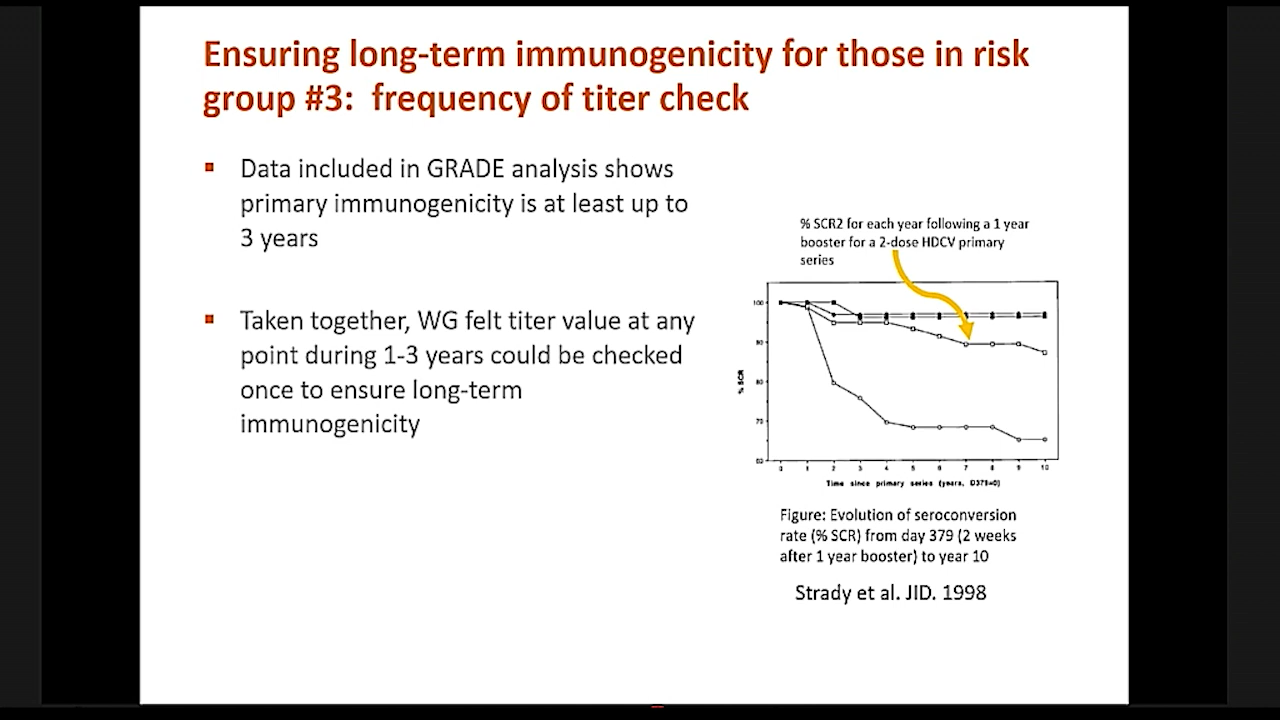 Ensuring long-term immunogenicity for those in risk
group #3: frequency of titer check
▪ Data included in GRADE analysis shows
primary immunogenicity is at least up to
3 years
▪ Taken together, WG felt titer value at any
point during 1-3 years could be checked
once to ensure long-term
immunogenicity
% SCR2 for each year following a 1 year
booster for a 2-dose HDCV primary
series
100
90
80
70
60
% SCR
0 1 2 3 4 5 6 7 8 9 10
Time since primary series (years, D379=0)
Figure: Evolution of seroconversion
rate (% SCR) from day 379 (2 weeks
after 1 year booster) to year 10
Strady et al. JID. 1998